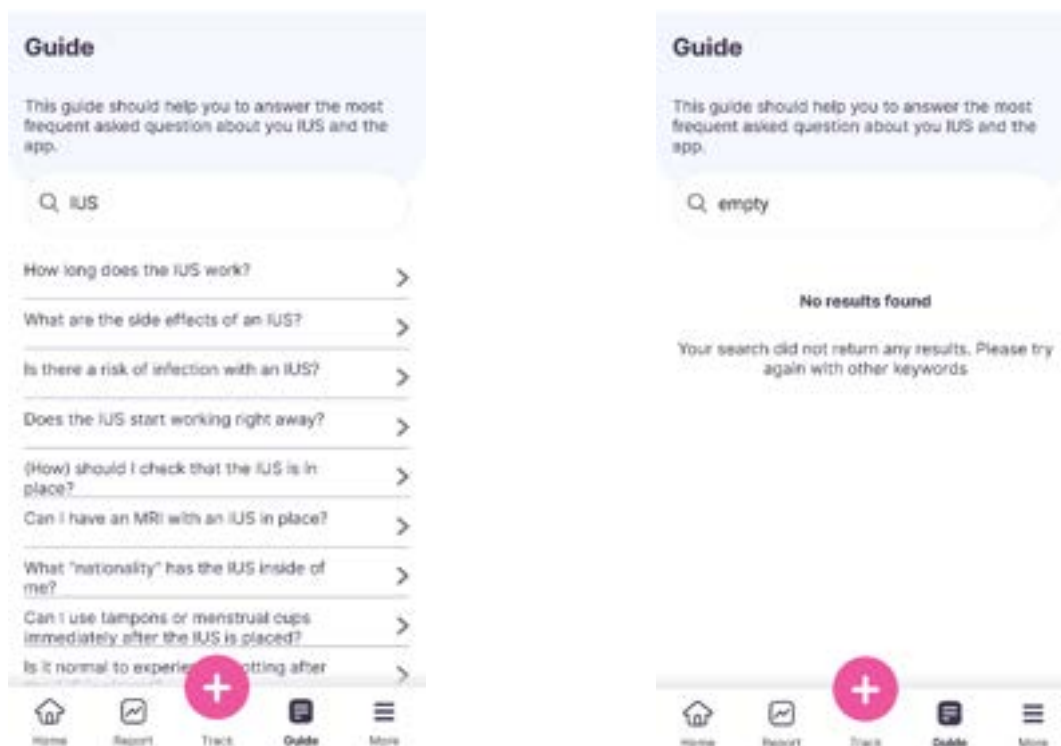 Guide
This guide should help you to answer the most
frequent asked question about you IUS and the
app.
IUS
How long does the IUS work?
What are the side effects of an IUS?
Is there a risk of infection with an IUS?
Does the IUS start working right away?
(How) should I check that the IUS is in
place?
Can I have an MRI with an IUS in place?
What "nationality" has the IUS inside of
me?
Can I use tampons or menstrual cups
immediately after the IUS is placed?
Is it normal to experie otting after
Home
Report
Track
Guide
More
Guide
This guide should help you to answer the most
frequent asked question about you IUS and the
app.
empty
No results found
Your search did not return any results. Please try
again with other keywords
Home
Report
Track
Guide
More